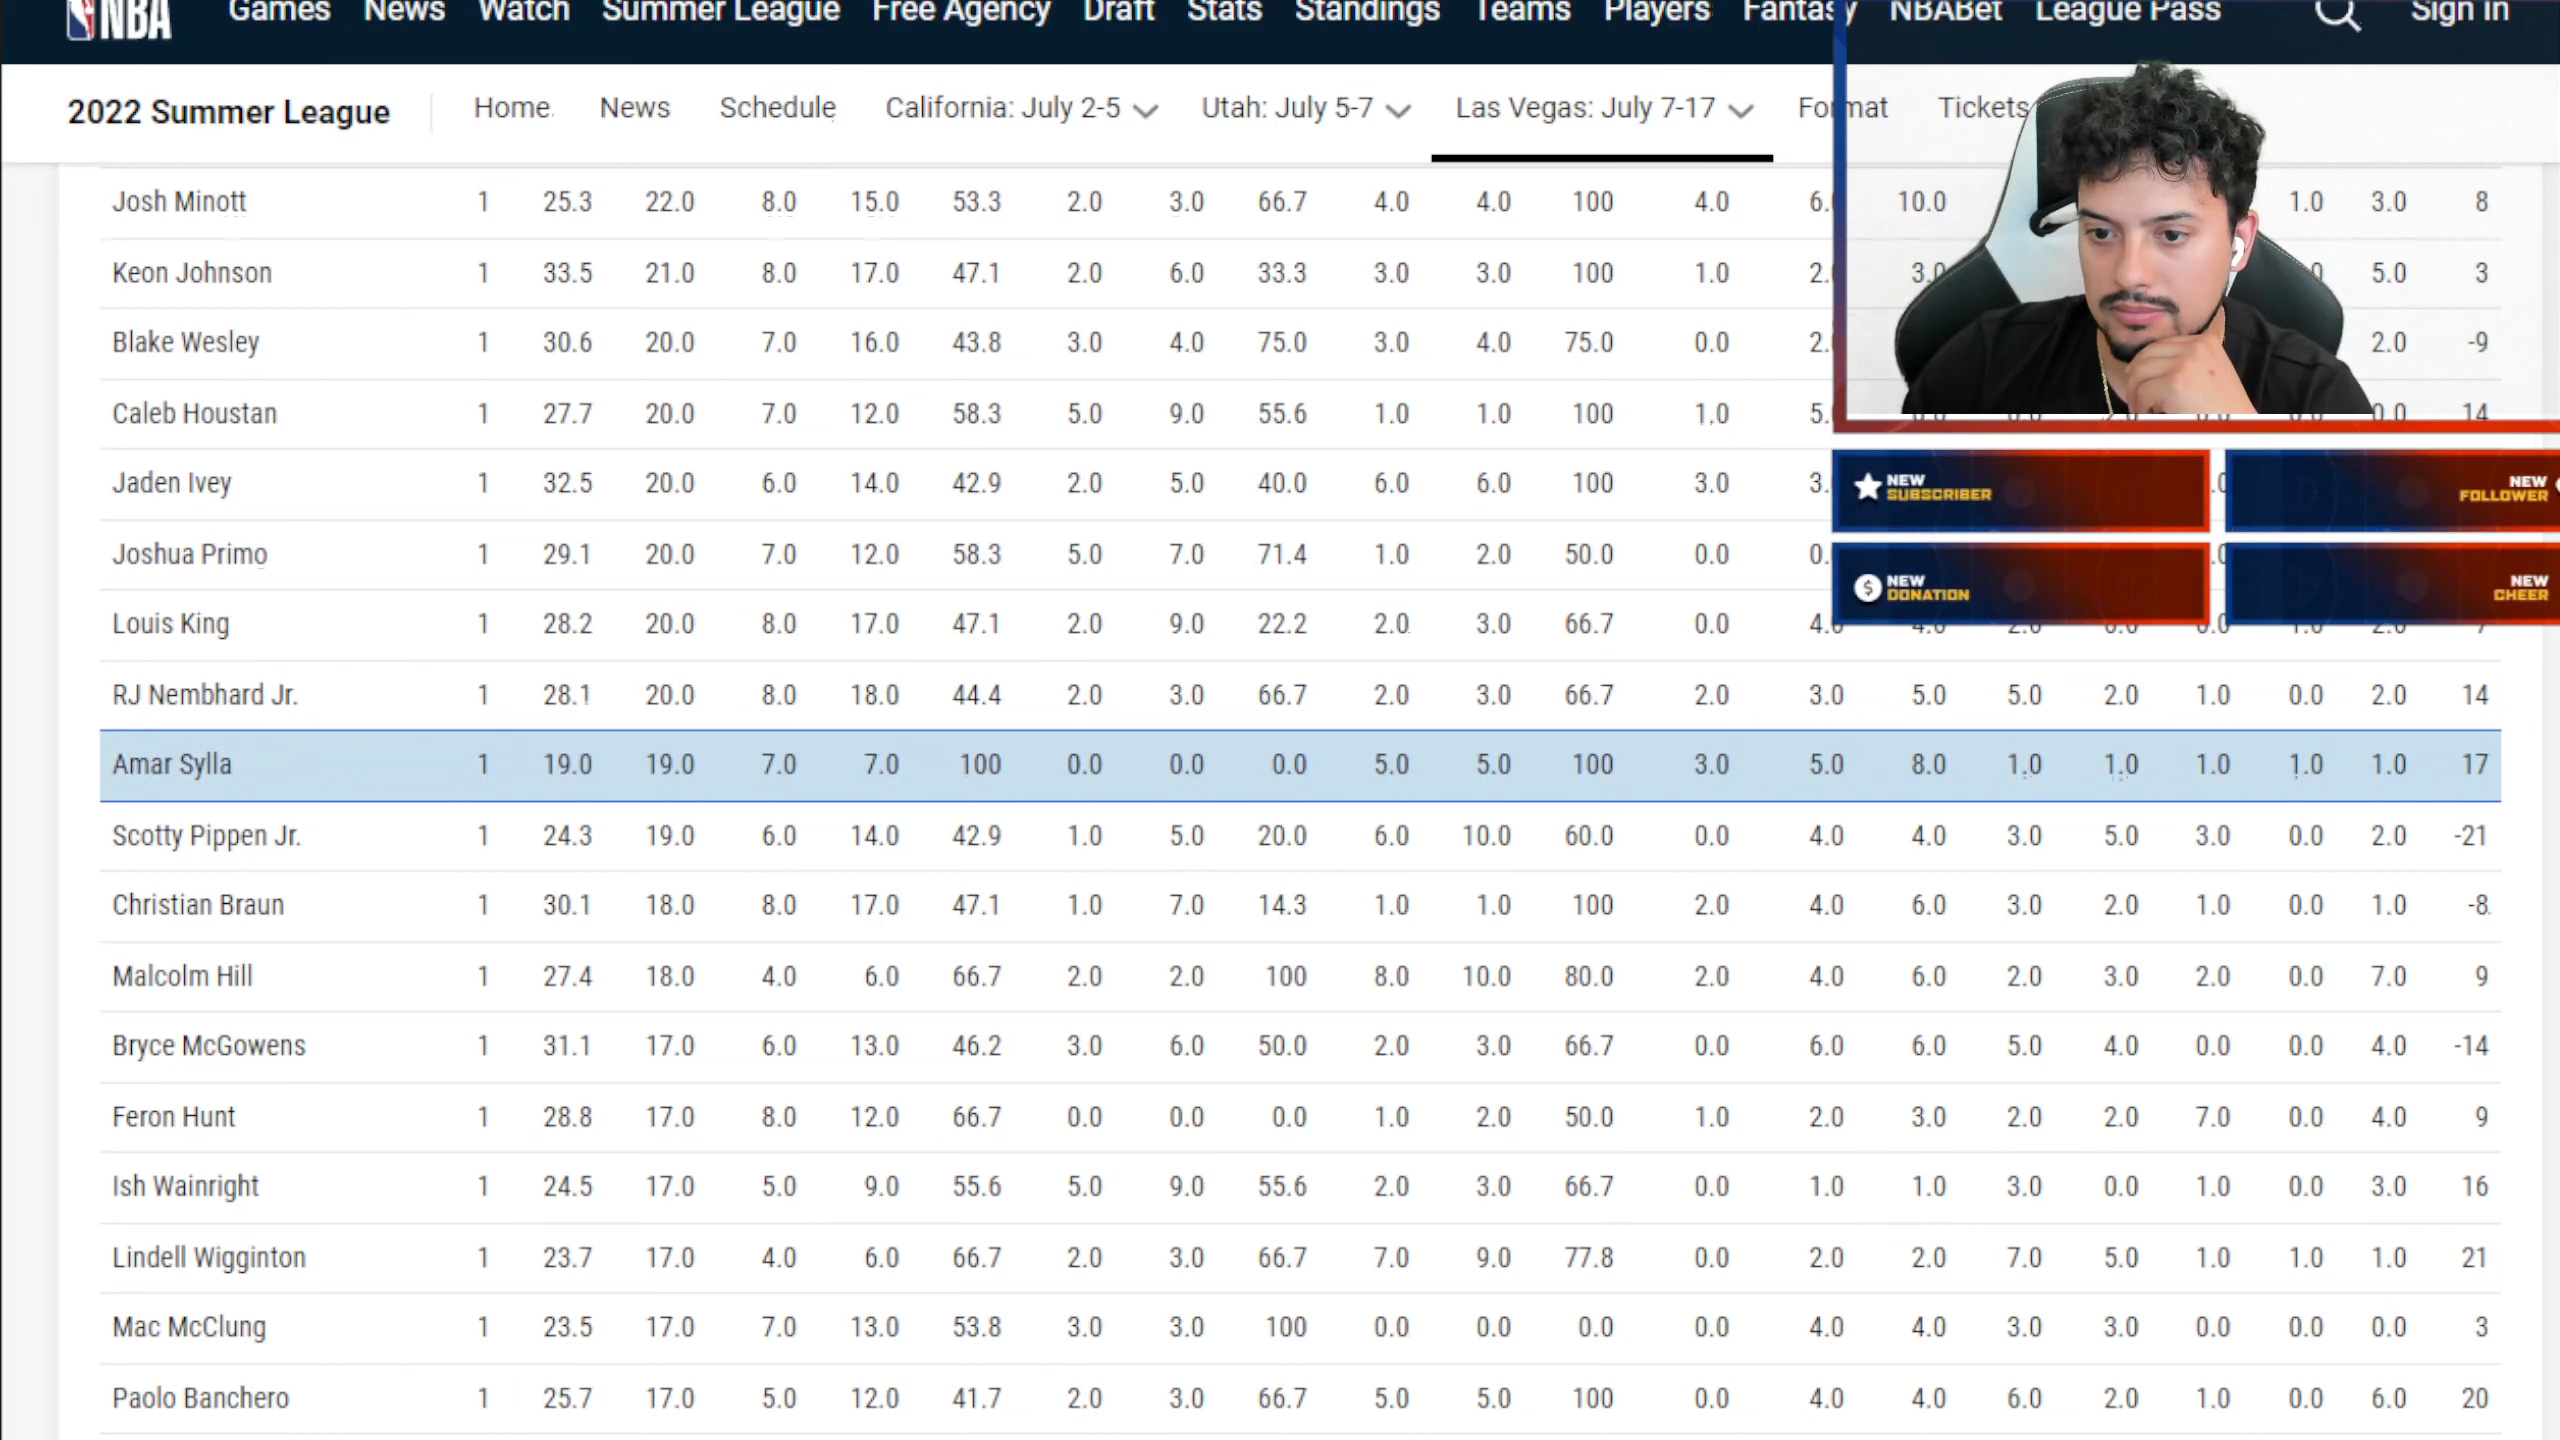 NBA Games News Watch Summer League Free Agency Draft Stats Standings Teams Players Fantasy NBABet League Pass Sign in
2022 Summer League Home News Schedule California: July 2-5 Utah: July 5-7 Las Vegas: July 7-17 Format Tickets
Josh Minott 1 25.3 22.0 8.0 15.0 53.3 2.0 3.0 66.7 4.0 4.0 100 4.0 6. 10.0 1.0 3.0 8
Keon Johnson 1 33.5 21.0 8.0 17.0 47.1 2.0 6.0 33.3 3.0 3.0 100 1.0 2. 3.0 5.0 3
Blake Wesley 1 30.6 20.0 7.0 16.0 43.8 3.0 4.0 75.0 3.0 4.0 75.0 0.0 2. 2.0 -9
Caleb Houstan 1 27.7 20.0 7.0 12.0 58.3 5.0 9.0 55.6 1.0 1.0 100 1.0 5. 14
Jaden Ivey 1 32.5 20.0 6.0 14.0 42.9 2.0 5.0 40.0 6.0 6.0 100 3.0 3.
NEW
SUBSCRIBER
NEW
FOLLOWER
Joshua Primo 1 29.1 20.0 7.0 12.0 58.3 5.0 7.0 71.4 1.0 2.0 50.0 0.0 0.
NEW
DONATION
NEW
CHEER
Louis King 1 28.2 20.0 8.0 17.0 47.1 2.0 9.0 22.2 2.0 3.0 66.7 0.0 4.0
RJ Nembhard Jr. 1 28.1 20.0 8.0 18.0 44.4 2.0 3.0 66.7 2.0 3.0 66.7 2.0 3.0 5.0 5.0 2.0 1.0 0.0 2.0 14
Amar Sylla 1 19.0 19.0 7.0 7.0 100 0.0 0.0 0.0 5.0 5.0 100 3.0 5.0 8.0 1.0 1.0 1.0 1.0 1.0 17
Scotty Pippen Jr. 1 24.3 19.0 6.0 14.0 42.9 1.0 5.0 20.0 6.0 10.0 60.0 0.0 4.0 4.0 3.0 5.0 3.0 0.0 2.0 -21
Christian Braun 1 30.1 18.0 8.0 17.0 47.1 1.0 7.0 14.3 1.0 1.0 100 2.0 4.0 6.0 3.0 2.0 1.0 0.0 1.0 -8
Malcolm Hill 1 27.4 18.0 4.0 6.0 66.7 2.0 2.0 100 8.0 10.0 80.0 2.0 4.0 6.0 2.0 3.0 2.0 0.0 7.0 9
Bryce McGowens 1 31.1 17.0 6.0 13.0 46.2 3.0 6.0 50.0 2.0 3.0 66.7 0.0 6.0 6.0 5.0 4.0 0.0 0.0 4.0 -14
Feron Hunt 1 28.8 17.0 8.0 12.0 66.7 0.0 0.0 0.0 1.0 2.0 50.0 1.0 2.0 3.0 2.0 2.0 7.0 0.0 4.0 9
Ish Wainright 1 24.5 17.0 5.0 9.0 55.6 5.0 9.0 55.6 2.0 3.0 66.7 0.0 1.0 1.0 3.0 0.0 1.0 0.0 3.0 16
Lindell Wigginton 1 23.7 17.0 4.0 6.0 66.7 2.0 3.0 66.7 7.0 9.0 77.8 0.0 2.0 2.0 7.0 5.0 1.0 1.0 1.0 21
Mac McClung 1 23.5 17.0 7.0 13.0 53.8 3.0 3.0 100 0.0 0.0 0.0 0.0 4.0 4.0 3.0 3.0 0.0 0.0 0.0 3
Paolo Banchero 1 25.7 17.0 5.0 12.0 41.7 2.0 3.0 66.7 5.0 5.0 100 0.0 4.0 4.0 6.0 2.0 1.0 0.0 6.0 20